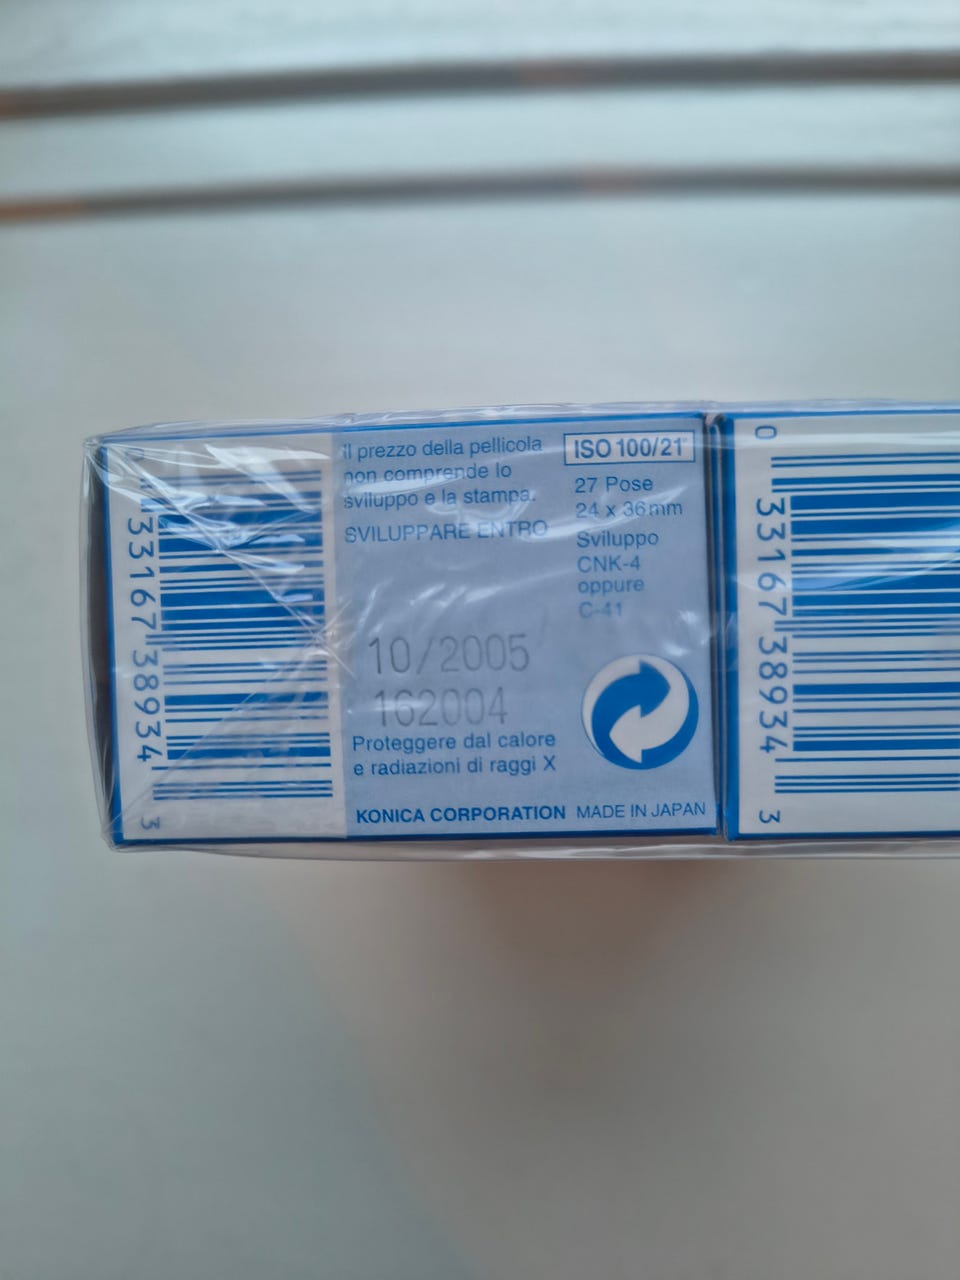 Il prezzo della pellicola
non comprende lo
sviluppo e la stampa.
SVILUPPARE ENTRO
10/2005
162004
Proteggere dal calore
e radiazioni di raggi X
KONICA CORPORATION MADE IN JAPAN
ISO 100/21°
27 Pose
24 x 36mm
Sviluppo
CNK-4
oppure
C-41
0 33167 38934 3
0 33167 38934 3